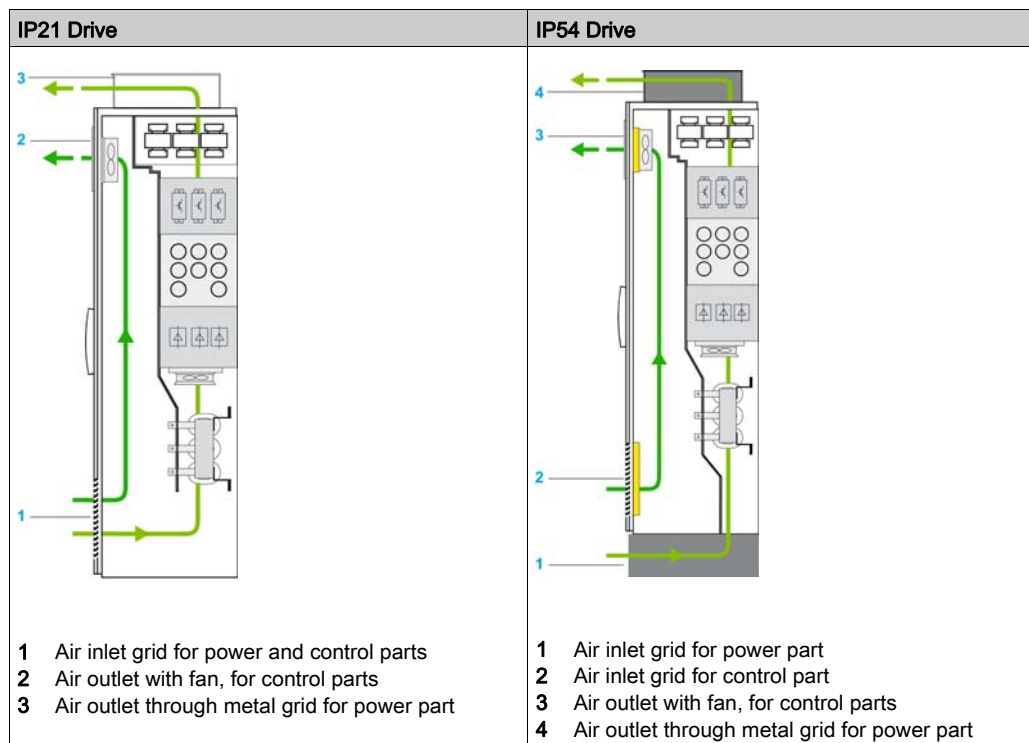 IP21 Drive
IP54 Drive
3
2
1
4
3
2
1
1 Air inlet grid for power and control parts
2 Air outlet with fan, for control parts
3 Air outlet through metal grid for power part
1 Air inlet grid for power part
2 Air inlet grid for control part
3 Air outlet with fan, for control parts
4 Air outlet through metal grid for power part